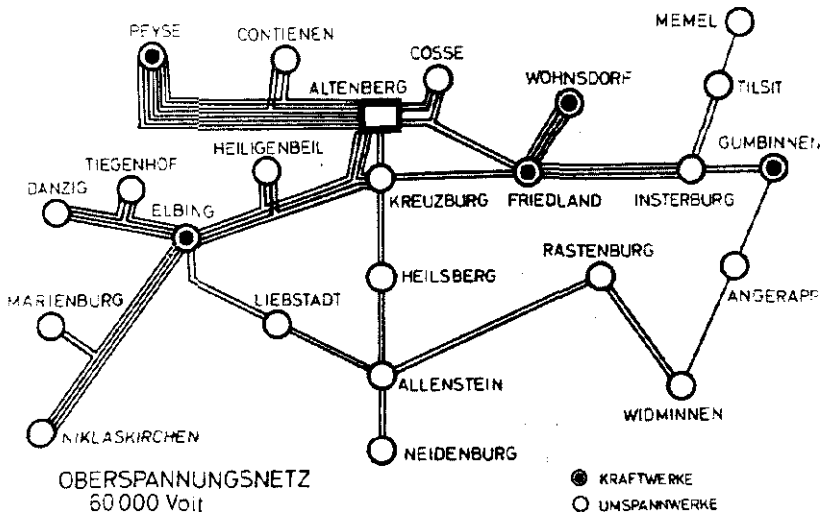 PEYSE
CONTIENEN
COSSE
MEMEL
ALTENBERG
WOHNSDORF
TILSIT
GUMBINNEN
HEILIGENBEIL
TIEGENHOF
DANZIG
ELBING
KREUZBURG
FRIEDLAND
INSTERBURG
RASTENBURG
HEILSBERG
ANGERAPP
MARIENBURG
LIEBSTADT
ALLENSTEIN
WIDMINNEN
NIKLASKIRCHEN
NEIDENBURG
OBERSPANNUNGSNETZ
60 000 Volt
KRAFTWERKE
UMSPANNWERKE